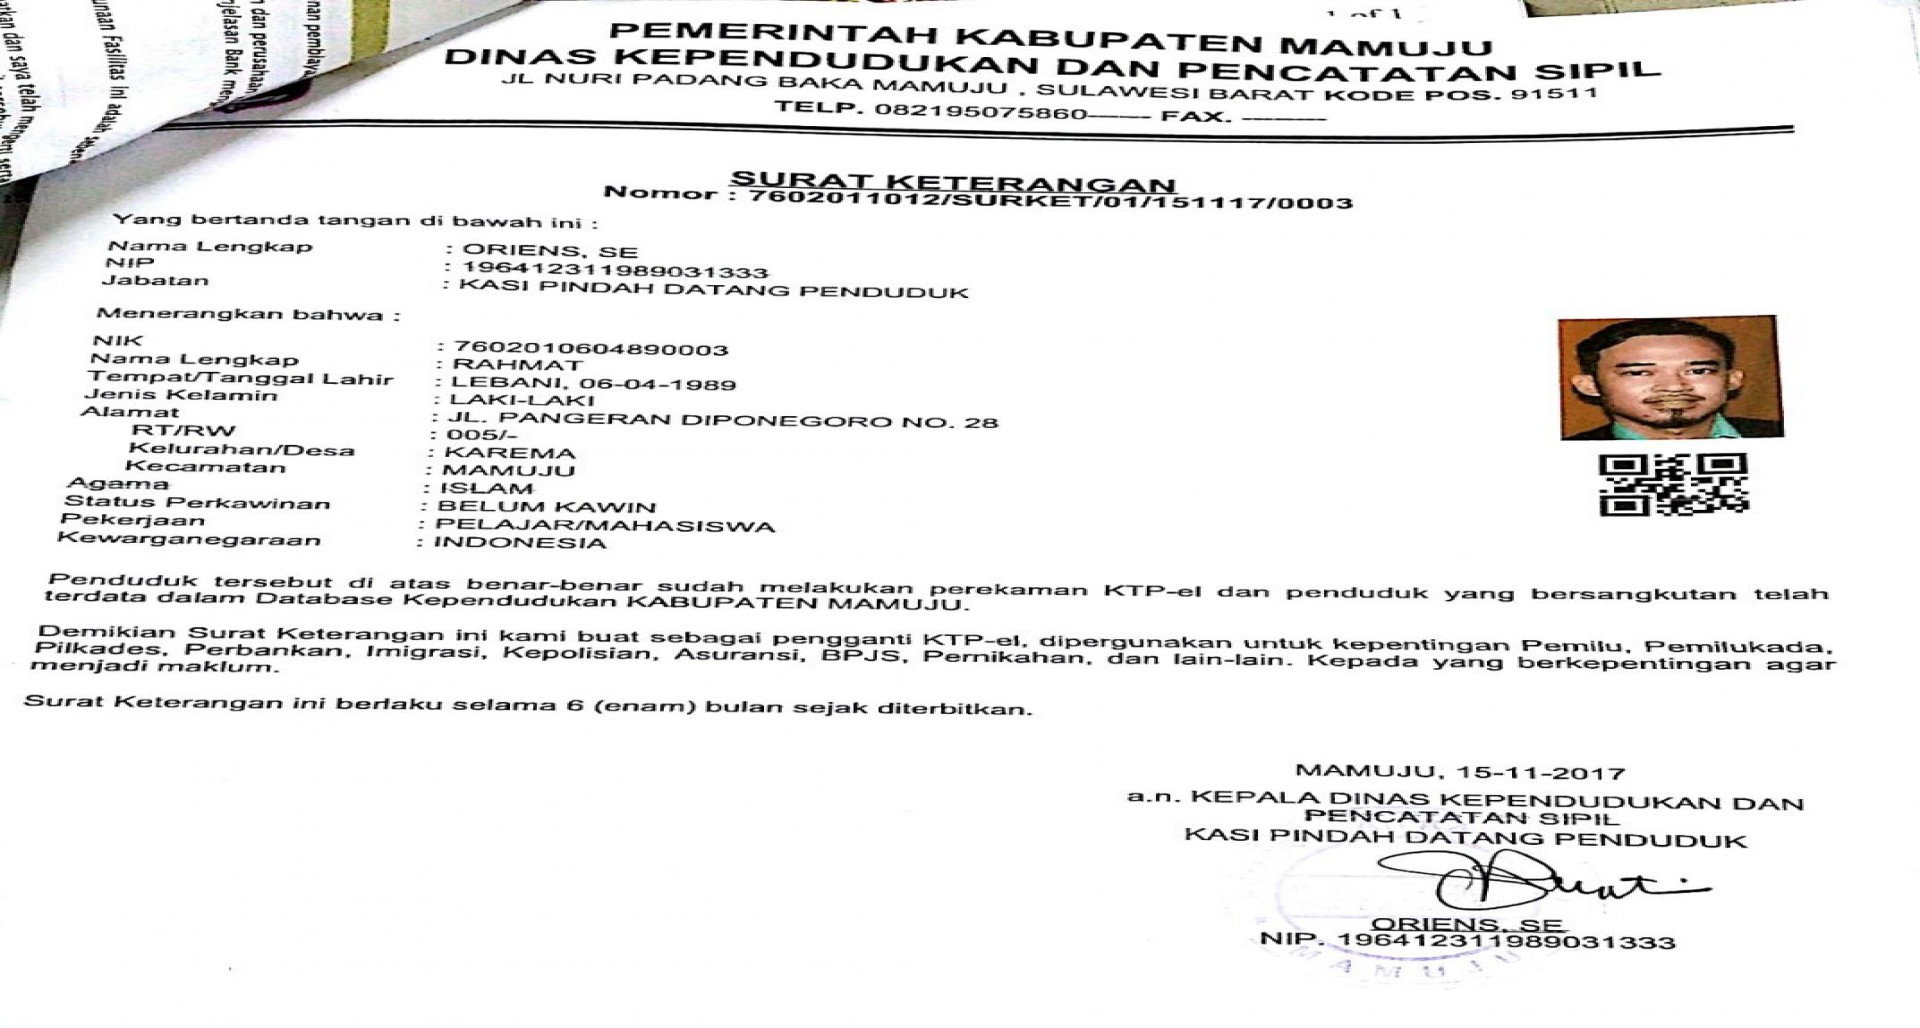 1 of 1
nan pembiaya
n dan perusahan
njelasan Bank meng
unaan Fasilitas ini adalah
atkan dan saya telah mengerti serta
PEMERINTAH KABUPATEN MAMUJU
DINAS KEPENDUDUKAN DAN PENCATATAN SIPIL
JL NURI PADANG BAKA MAMUJU , SULAWESI BARAT KODE POS. 91511
TELP. 082195075860------- FAX. ---------
SURAT KETERANGAN
Nomor : 7602011012/SURKET/01/151117/0003
Yang bertanda tangan di bawah ini :
Nama Lengkap : ORIENS, SE
NIP : 196412311989031333
Jabatan : KASI PINDAH DATANG PENDUDUK
Menerangkan bahwa :
NIK : 7602010604890003
Nama Lengkap : RAHMAT
Tempat/Tanggal Lahir : LEBANI, 06-04-1989
Jenis Kelamin : LAKI-LAKI
Alamat : JL. PANGERAN DIPONEGORO NO. 28
RT/RW : 005/-
Kelurahan/Desa : KAREMA
Kecamatan : MAMUJU
Agama : ISLAM
Status Perkawinan : BELUM KAWIN
Pekerjaan : PELAJAR/MAHASISWA
Kewarganegaraan : INDONESIA
Penduduk tersebut di atas benar-benar sudah melakukan perekaman KTP-el dan penduduk yang bersangkutan telah
terdata dalam Database Kependudukan KABUPATEN MAMUJU.
Demikian Surat Keterangan ini kami buat sebagai pengganti KTP-el, dipergunakan untuk kepentingan Pemilu, Pemilukada,
Pilkades, Perbankan, Imigrasi, Kepolisian, Asuransi, BPJS, Pernikahan, dan lain-lain. Kepada yang berkepentingan agar
menjadi maklum.
Surat Keterangan ini berlaku selama 6 (enam) bulan sejak diterbitkan.
MAMUJU, 15-11-2017
a.n. KEPALA DINAS KEPENDUDUKAN DAN
PENCATATAN SIPIL
KASI PINDAH DATANG PENDUDUK
ORIENS, SE
NIP. 196412311989031333
MAMUJU